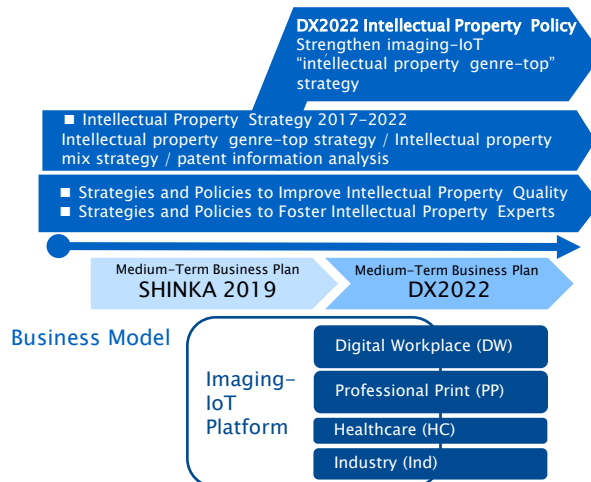 DX2022 Intellectual Property Policy
Strengthen imaging-IoT
“intellectual property genre-top”
strategy
■ Intellectual Property Strategy 2017-2022
Intellectual property genre-top strategy / Intellectual property
mix strategy / patent information analysis
■ Strategies and Policies to Improve Intellectual Property Quality
■ Strategies and Policies to Foster Intellectual Property Experts
Medium-Term Business Plan
SHINKA 2019
Medium-Term Business Plan
DX2022
Business Model
Imaging-
IoT
Platform
Digital Workplace (DW)
Professional Print (PP)
Healthcare (HC)
Industry (Ind)